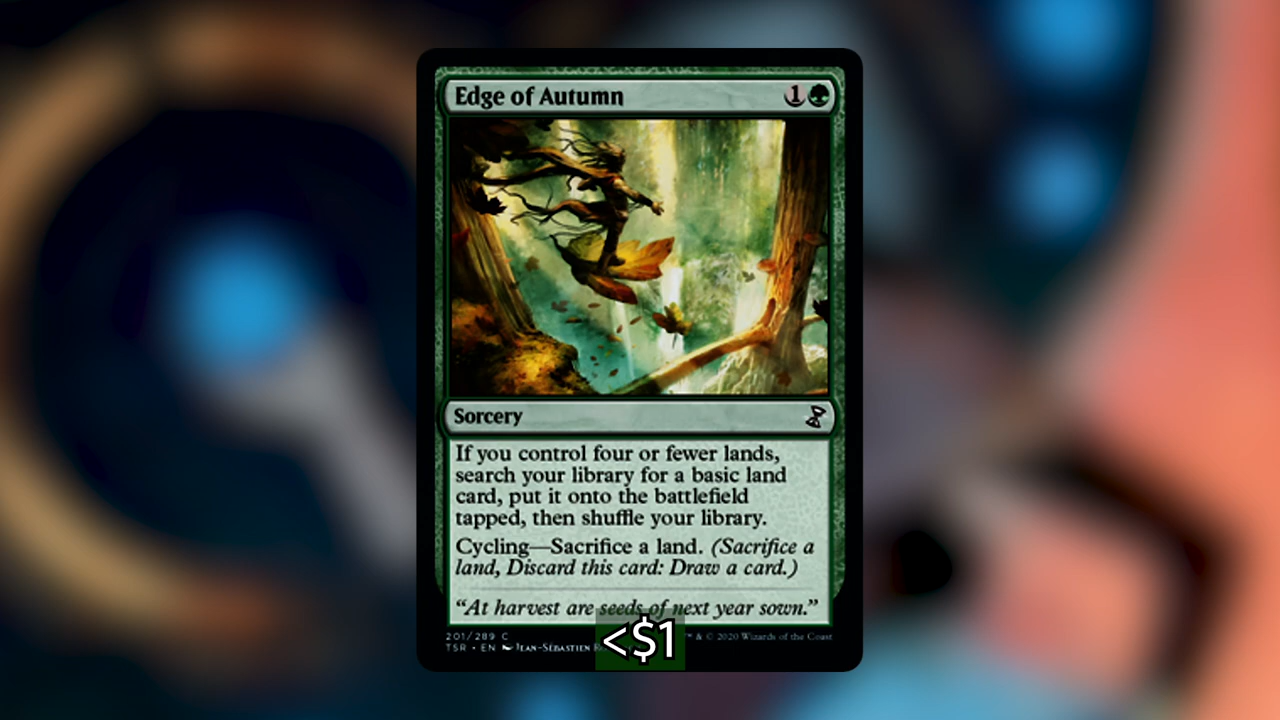 Edge of Autumn 1
Sorcery
If you control four or fewer lands,
search your library for a basic land
card, put it onto the battlefield
tapped, then shuffle your library.
Cycling—Sacrifice a land. (Sacrifice a
land, Discard this card: Draw a card.)
“At harvest are seeds of next year sown.”
<$1
201/289 C ™ & © 2020 Wizards of the Coast
TSR • EN JEAN-SÉBASTIEN